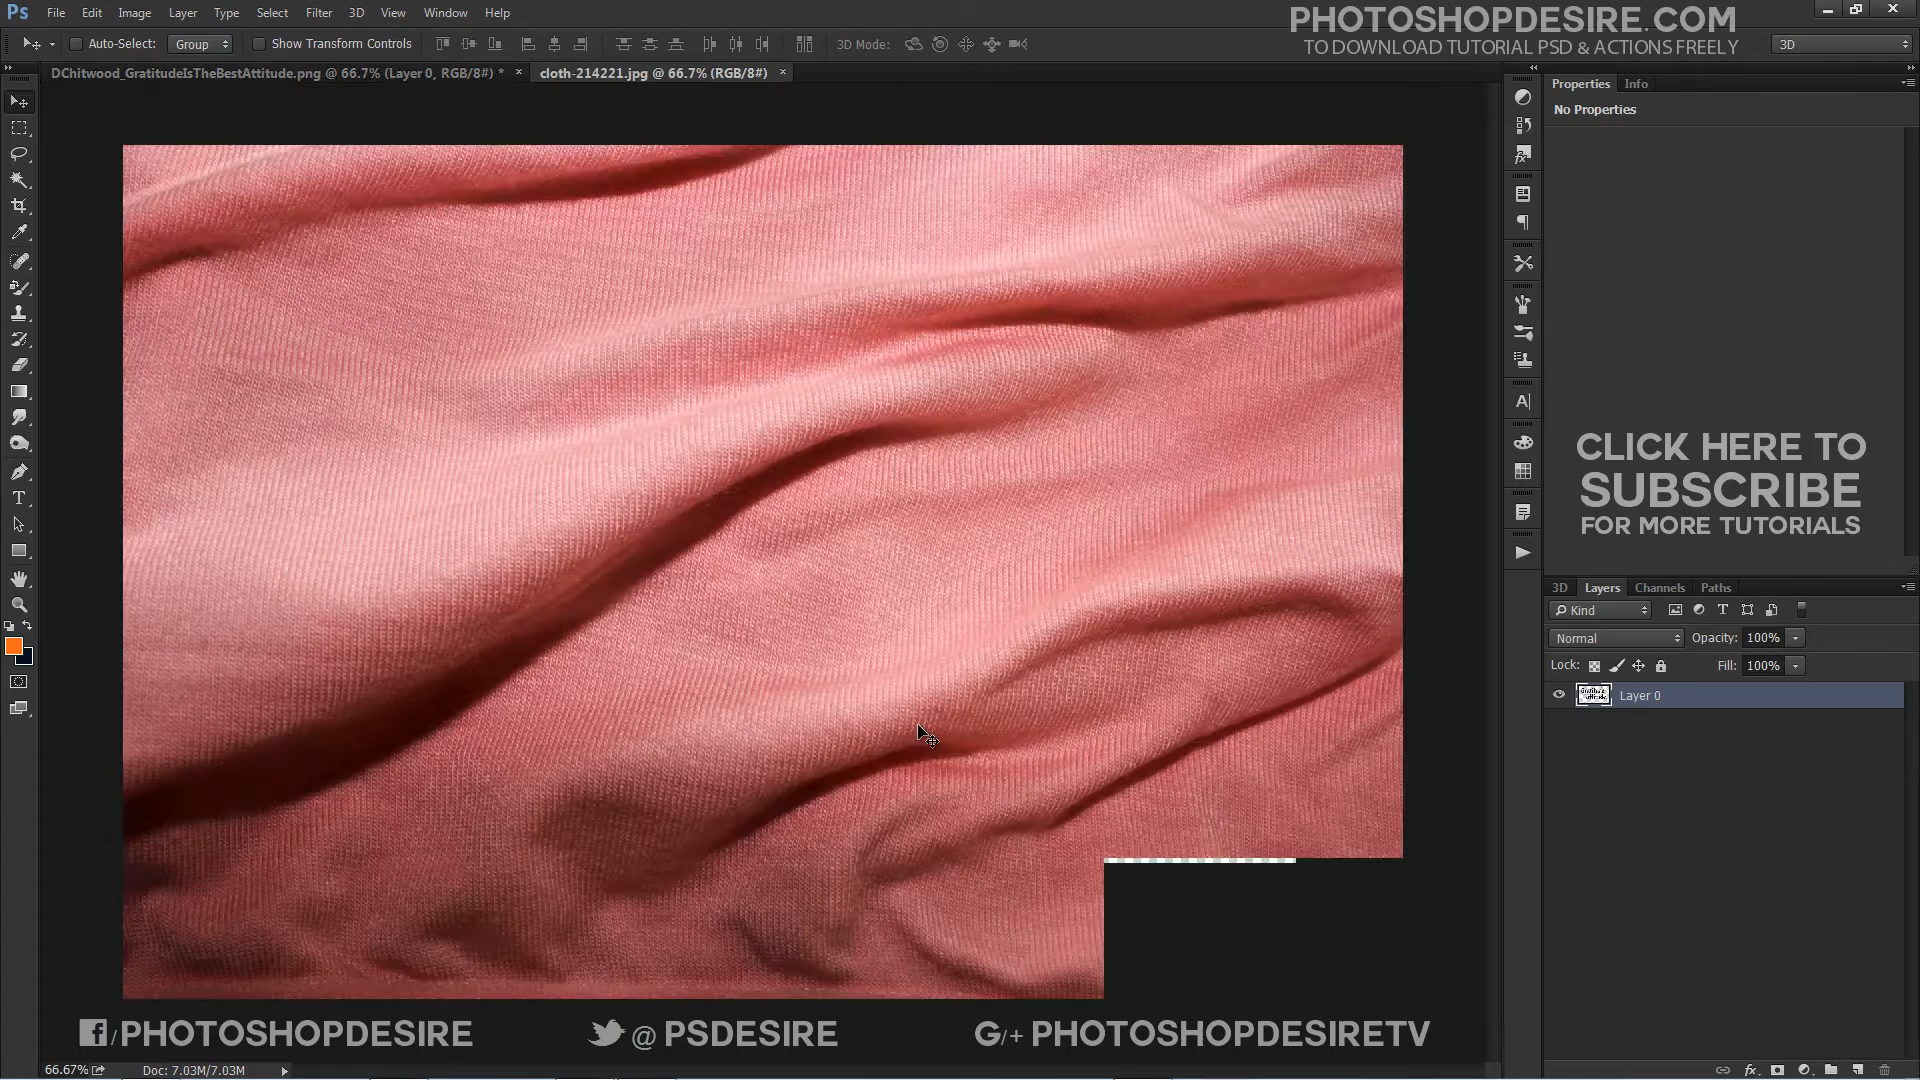 Ps File Edit Image Layer Type Select Filter 3D View Window Help
PHOTOSHOPDESIRE.COM
TO DOWNLOAD TUTORIAL PSD & ACTIONS FREELY
Auto-Select: Group Show Transform Controls 3D Mode: 3D
DChitwood_GratitudeIsTheBestAttitude.png @ 66.7% (Layer 0, RGB/8#) * × cloth-214221.jpg @ 66.7% (RGB/8#) ×
Properties Info
No Properties
CLICK HERE TO
SUBSCRIBE
FOR MORE TUTORIALS
3D Layers Channels Paths
Kind
Normal Opacity: 100%
Lock: Fill: 100%
Layer 0
/PHOTOSHOPDESIRE @ PSDESIRE G/+ PHOTOSHOPDESIRETV
66.67% Doc: 7.03M/7.03M